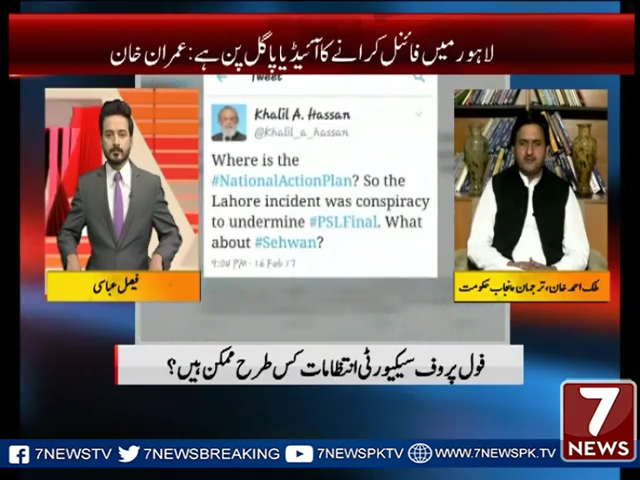 لاہور میں فائنل کرانے کا آئیڈیا پاگل پن ہے: عمران خان
Tweet
Khalil A. Hassan
@Khalil_a_hassan
Where is the
#NationalActionPlan? So the
Lahore incident was conspiracy
to undermine #PSLFinal. What
about #Sehwan?
9:04 PM - 16 Feb 17
فیصل عباسی
ملک احمد خان، ترجمان پنجاب حکومت
فول پروف سیکیورٹی انتظامات کس طرح ممکن ہیں؟
7
NEWS
7NEWSTV
7NEWSBREAKING
7NEWSPKTV
WWW.7NEWSPK.TV